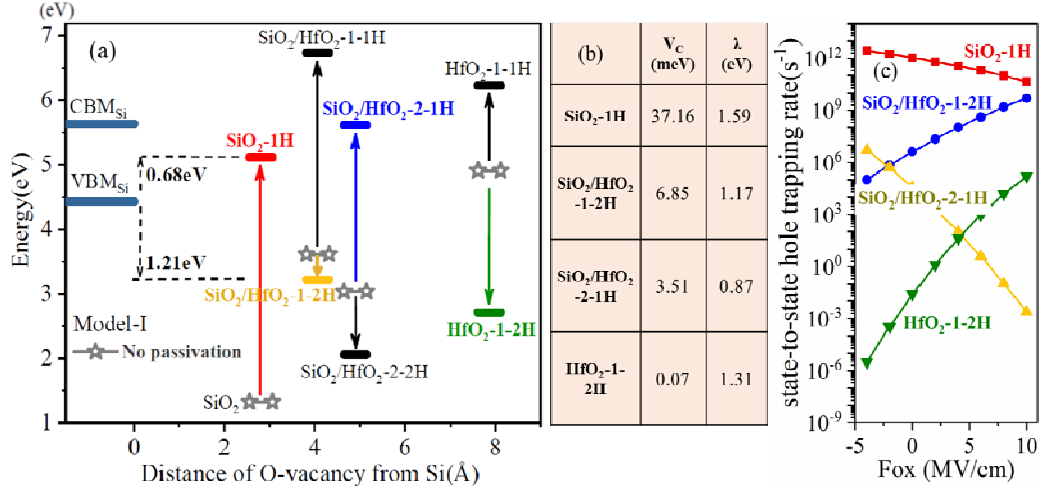 (eV)
7
6
5
4
3
2
1
Energy(eV)
(a)
SiO2/HfO2-1-1H
HfO2-1-1H
CBMSi
SiO2/HfO2-2-1H
SiO2-1H
0.68eV
VBMSi
1.21eV
SiO2/HfO2-1-2H
Model-I
No passivation
HfO2-1-2H
SiO2/HfO2-2-2H
SiO2
0 2 4 6 8
Distance of O-vacancy from Si(Å)
(b) VC λ
(meV) (eV)
SiO2-1H 37.16 1.59
SiO2/HfO2
-1-2H 6.85 1.17
SiO2/HfO2
-2-1H 3.51 0.87
HfO2-1-
2H 0.07 1.31
state-to-state hole trapping rate(s-1)
10^12
10^9
10^6
10^3
10^0
10^-3
10^-6
10^-9
(c)
SiO2-1H
SiO2/HfO2-1-2H
SiO2/HfO2-2-1H
HfO2-1-2H
-5 0 5 10
Fox (MV/cm)